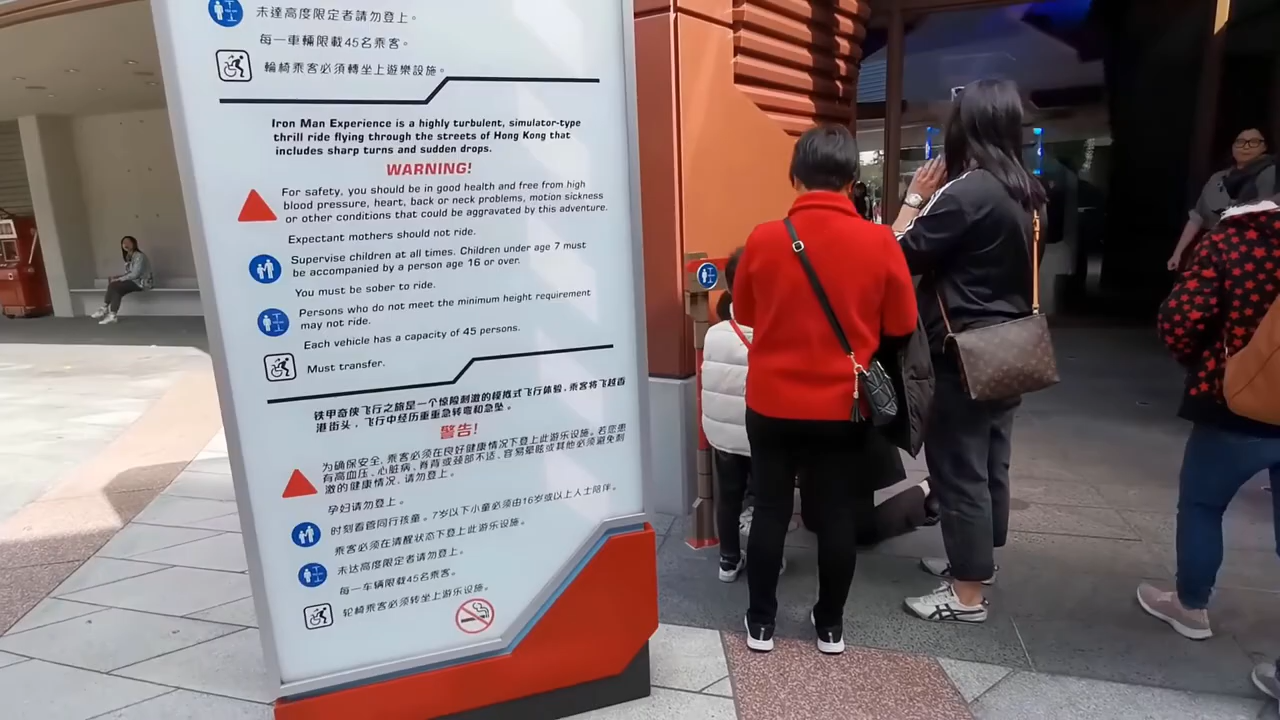 未達高度限定者請勿登上。
每一車輛限載45名乘客。
輪椅乘客必須轉坐上遊樂設施。
Iron Man Experience is a highly turbulent, simulator-type
thrill ride flying through the streets of Hong Kong that
includes sharp turns and sudden drops.
WARNING!
For safety, you should be in good health and free from high
blood pressure, heart, back or neck problems, motion sickness
or other conditions that could be aggravated by this adventure.
Expectant mothers should not ride.
Supervise children at all times. Children under age 7 must
be accompanied by a person age 16 or over.
You must be sober to ride.
Persons who do not meet the minimum height requirement
may not ride.
Each vehicle has a capacity of 45 persons.
Must transfer.
铁甲奇侠飞行之旅是一个惊险刺激的模拟式飞行体验，乘客将飞越香
港街头，飞行中经历重重急转弯和急坠。
警告!
为确保安全，乘客必须在良好健康情况下登上此游乐设施。若您患
有高血压、心脏病、脊背或颈部不适、容易晕眩或其他必须避免刺
激的健康情况，请勿登上。
孕妇请勿登上。
时刻看管同行孩童。7岁以下小童必须由16岁或以上人士陪伴。
乘客必须在清醒状态下登上此游乐设施。
未达高度限定者请勿登上。
每一车辆限载45名乘客。
轮椅乘客必须转坐上游乐设施。